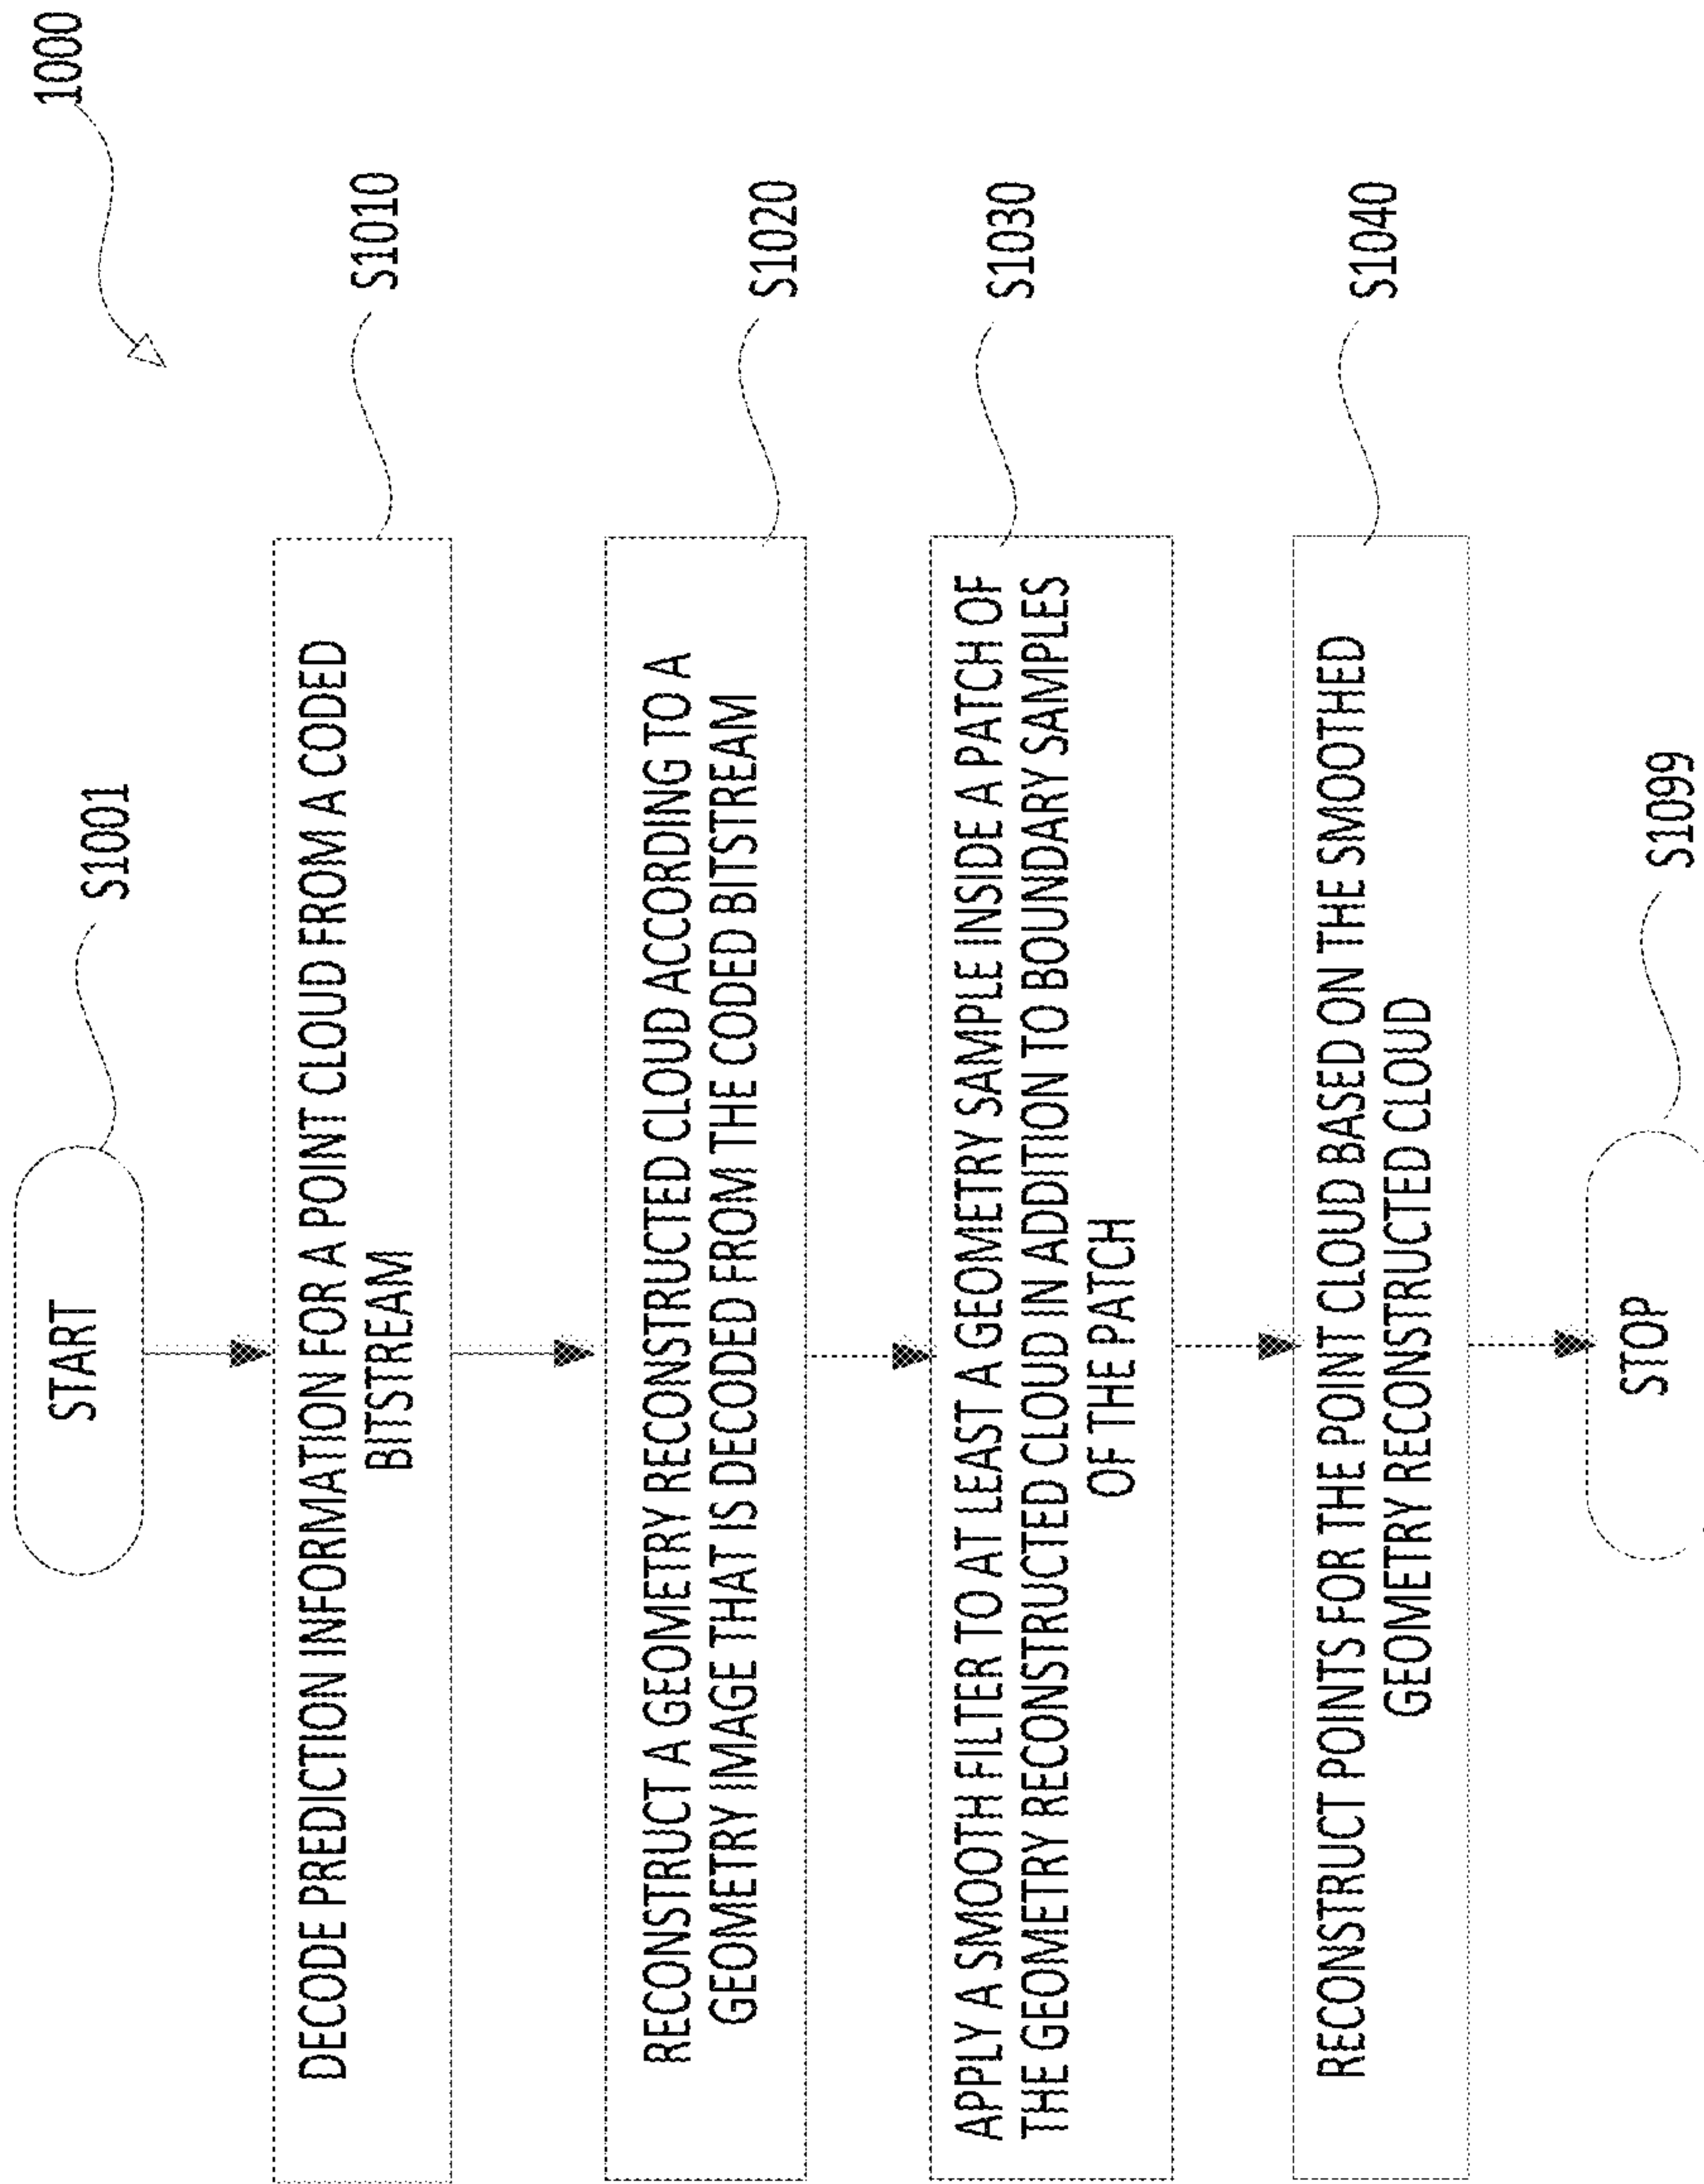 1000
START
S1001
DECODE PREDICTION INFORMATION FOR A POINT CLOUD FROM A CODED
BITSTREAM
S1010
RECONSTRUCT A GEOMETRY RECONSTRUCTED CLOUD ACCORDING TO A
GEOMETRY IMAGE THAT IS DECODED FROM THE CODED BITSTREAM
S1020
APPLY A SMOOTH FILTER TO AT LEAST A GEOMETRY SAMPLE INSIDE A PATCH OF
THE GEOMETRY RECONSTRUCTED CLOUD IN ADDITION TO BOUNDARY SAMPLES
OF THE PATCH
S1030
RECONSTRUCT POINTS FOR THE POINT CLOUD BASED ON THE SMOOTHED
GEOMETRY RECONSTRUCTED CLOUD
S1040
STOP
S1099